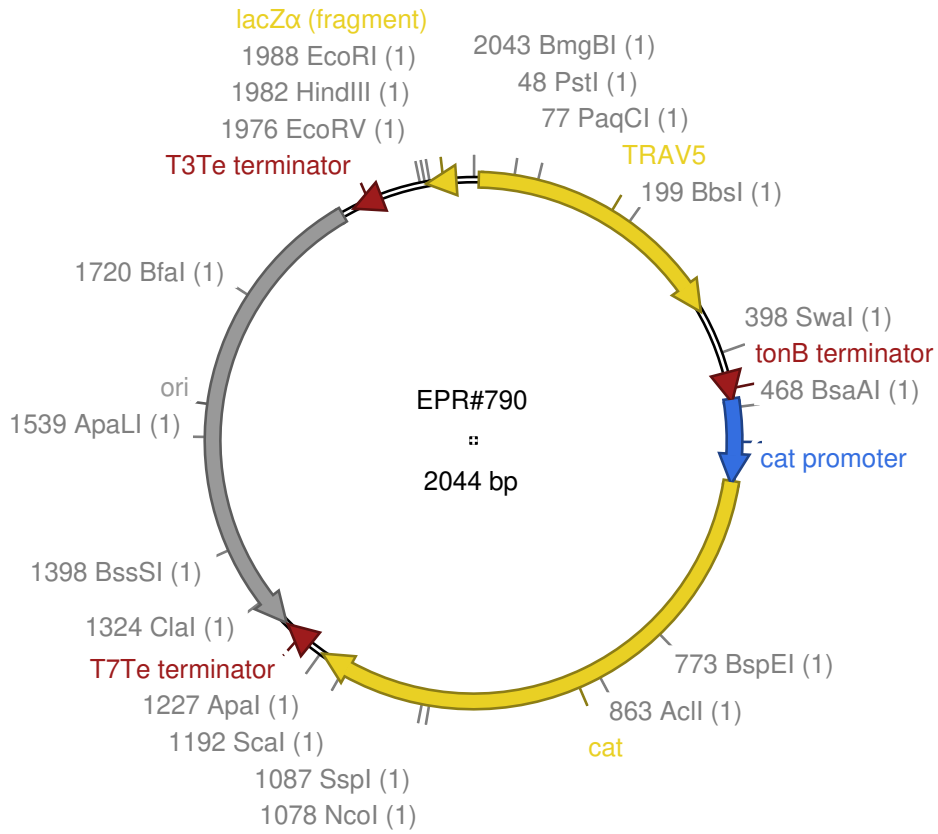 lacZα (fragment)
1988 EcoRI (1)
1982 HindIII (1)
1976 EcoRV (1)
T3Te terminator
2043 BmgBI (1)
48 PstI (1)
77 PaqCI (1)
TRAV5
199 BbsI (1)
1720 BfaI (1)
398 SwaI (1)
tonB terminator
468 BsaAI (1)
cat promoter
ori
1539 ApaLI (1)
EPR#790
2044 bp
1398 BssSI (1)
1324 ClaI (1)
T7Te terminator
1227 ApaI (1)
1192 ScaI (1)
1087 SspI (1)
1078 NcoI (1)
773 BspEI (1)
863 AclI (1)
cat